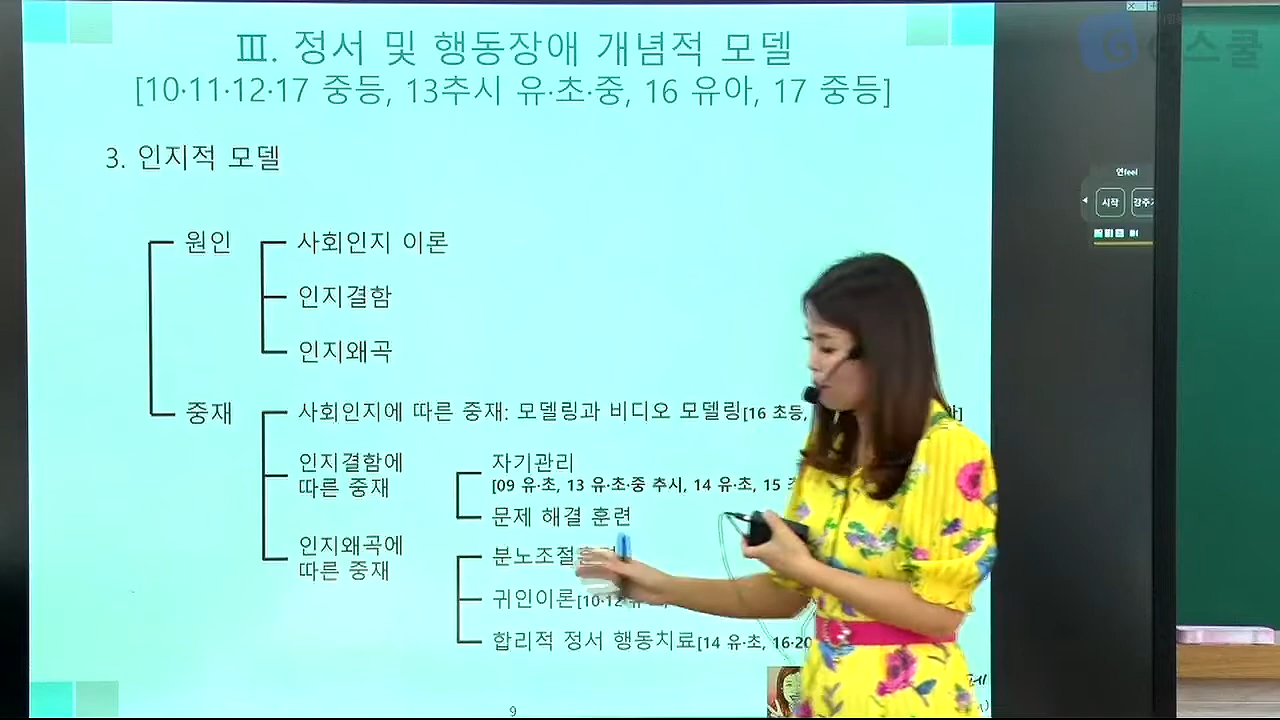 Ⅲ. 정서 및 행동장애 개념적 모델
[10·11·12·17 중등, 13추시 유·초·중, 16 유아, 17 중등]
G스쿨
3. 인지적 모델
연feel
시작
원인
사회인지 이론
인지결함
인지왜곡
중재
사회인지에 따른 중재: 모델링과 비디오 모델링[16 초등,
인지결함에
따른 중재
자기관리
[09 유·초, 13 유·초·중 추시, 14 유·초, 15
문제 해결 훈련
인지왜곡에
따른 중재
분노조절
귀인이론[10·12
합리적 정서 행동치료[14 유·초, 16·20
9